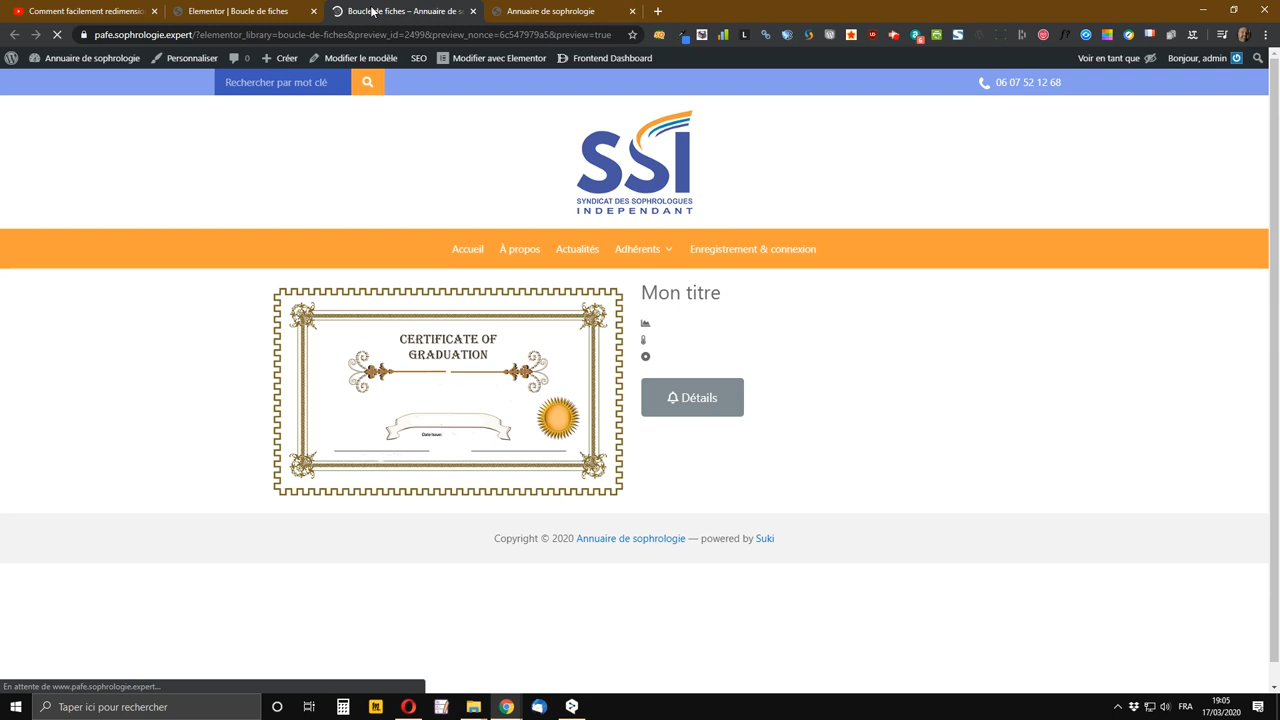 Comment facilement redimensionn
Elementor | Boucle de fiches
Boucle de fiches – Annuaire de se
Annuaire de sophrologie
pafe.sophrologie.expert/?elementor_library=boucle-de-fiches&preview_id=2499&preview_nonce=6c547979a5&preview=true
Annuaire de sophrologie
Personnaliser
0
Créer
Modifier le modèle
SEO
Modifier avec Elementor
Frontend Dashboard
Voir en tant que
Bonjour, admin
Rechercher par mot clé
06 07 52 12 68
SSI
SYNDICAT DES SOPHROLOGUES
INDEPENDANT
Accueil
À propos
Actualités
Adhérents
Enregistrement & connexion
CERTIFICATE OF
GRADUATION
Date Issue:
Mon titre
Détails
Copyright © 2020 Annuaire de sophrologie — powered by Suki
En attente de www.pafe.sophrologie.expert...
Taper ici pour rechercher
FRA
19:05
17/03/2020